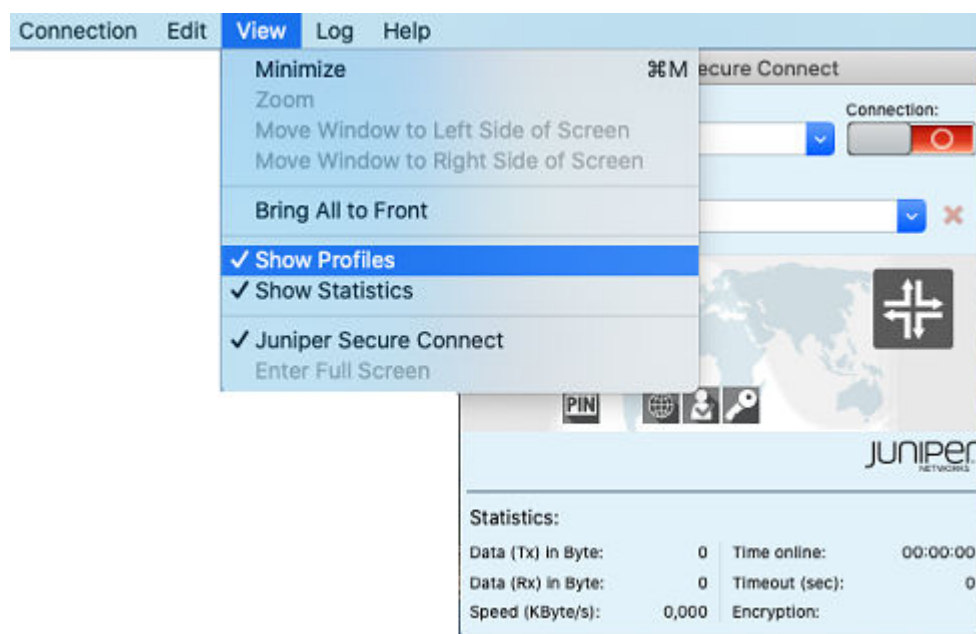 Connection Edit View Log Help
Minimize ⌘M
Zoom
Move Window to Left Side of Screen
Move Window to Right Side of Screen
Bring All to Front
✓ Show Profiles
✓ Show Statistics
✓ Juniper Secure Connect
Enter Full Screen
ecure Connect
Connection:
PIN
JUNIPEr
NETWORKS
Statistics:
Data (Tx) in Byte: 0 Time online: 00:00:00
Data (Rx) in Byte: 0 Timeout (sec): 0
Speed (KByte/s): 0,000 Encryption: